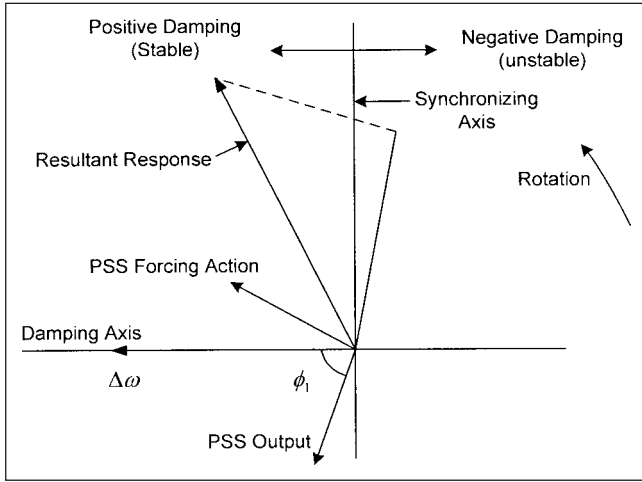 Positive Damping
(Stable)
Negative Damping
(unstable)
Synchronizing
Axis
Resultant Response
Rotation
PSS Forcing Action
Damping Axis
Δω
ϕ₁
PSS Output